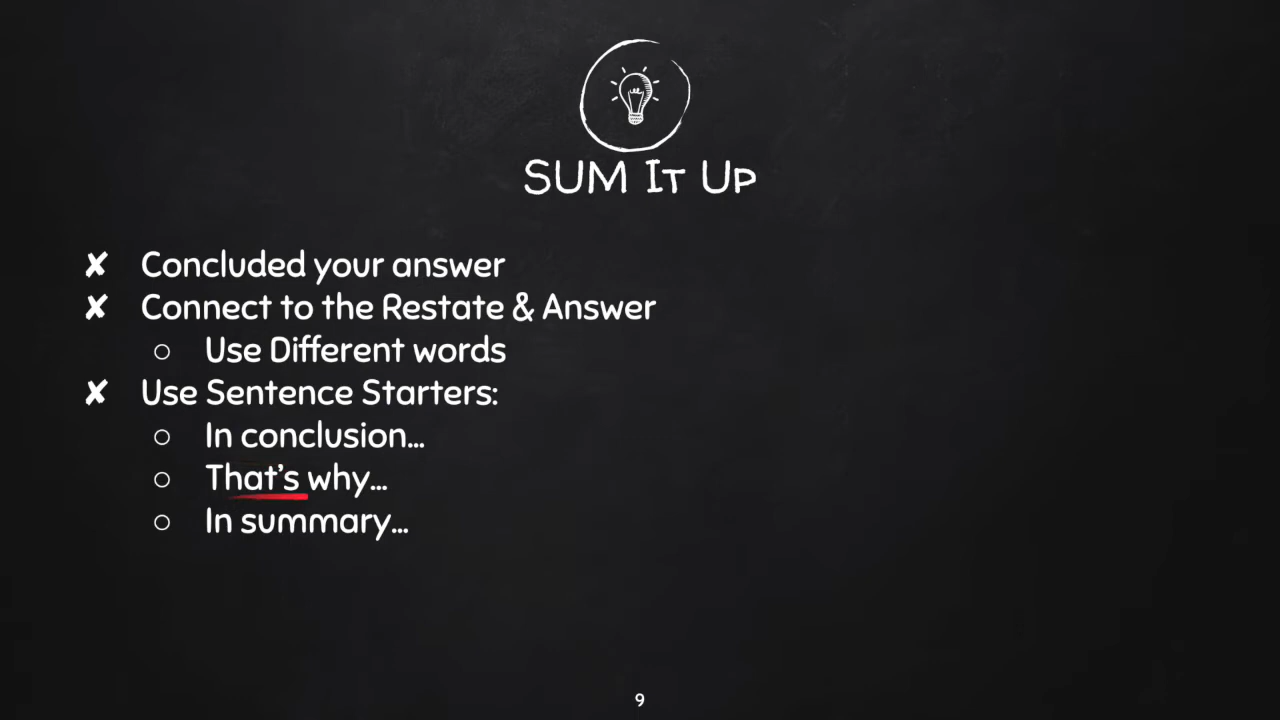 SUM IT UP
✘ Concluded your answer
✘ Connect to the Restate & Answer
○ Use Different words
✘ Use Sentence Starters:
○ In conclusion…
○ That’s why…
○ In summary…
9